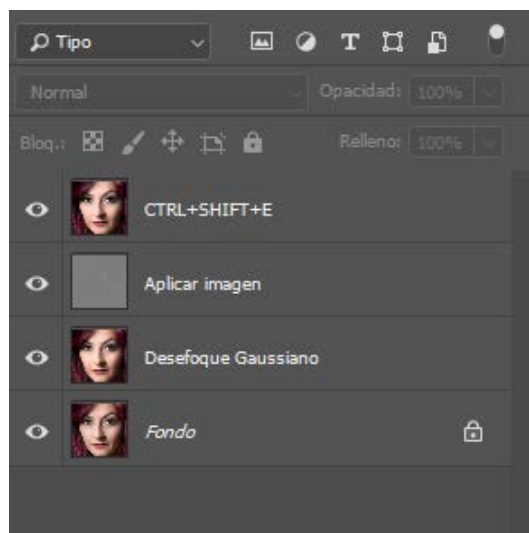 Tipo
Normal Opacidad: 100%
Bloq.: Relleno: 100%
CTRL+SHIFT+E
Aplicar imagen
Desefoque Gaussiano
Fondo